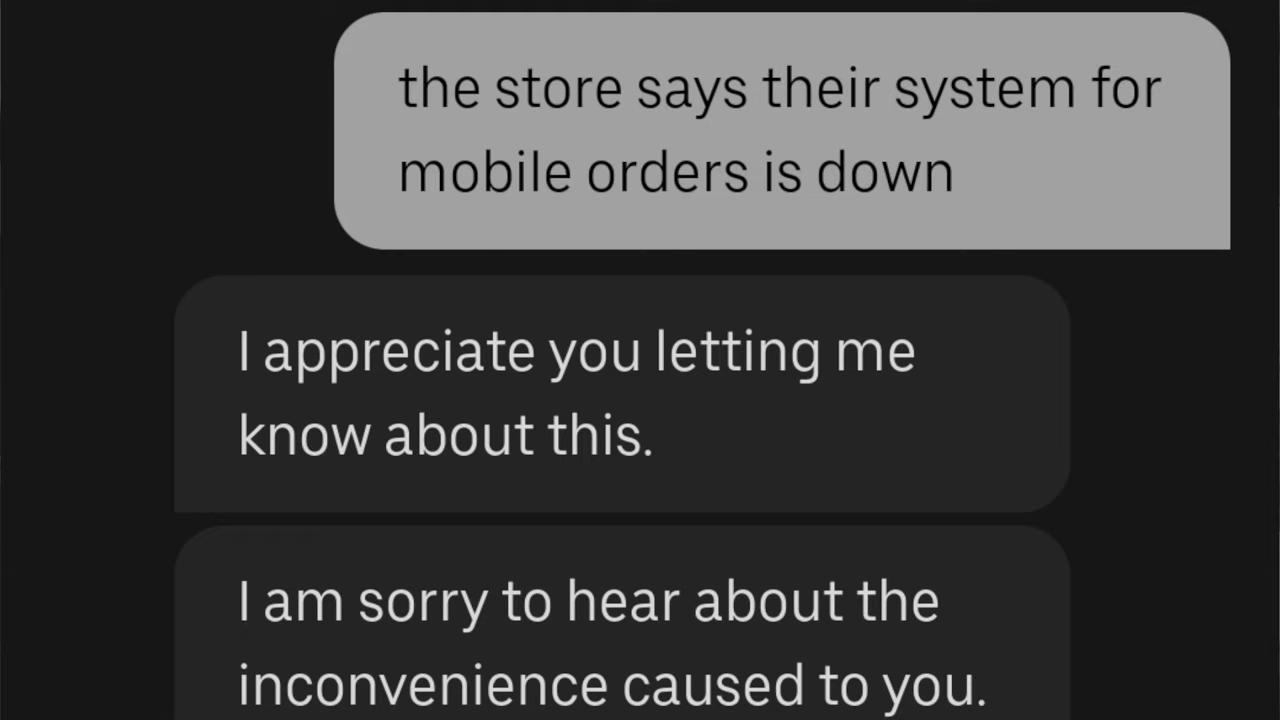 the store says their system for
mobile orders is down
I appreciate you letting me
know about this.
I am sorry to hear about the
inconvenience caused to you.